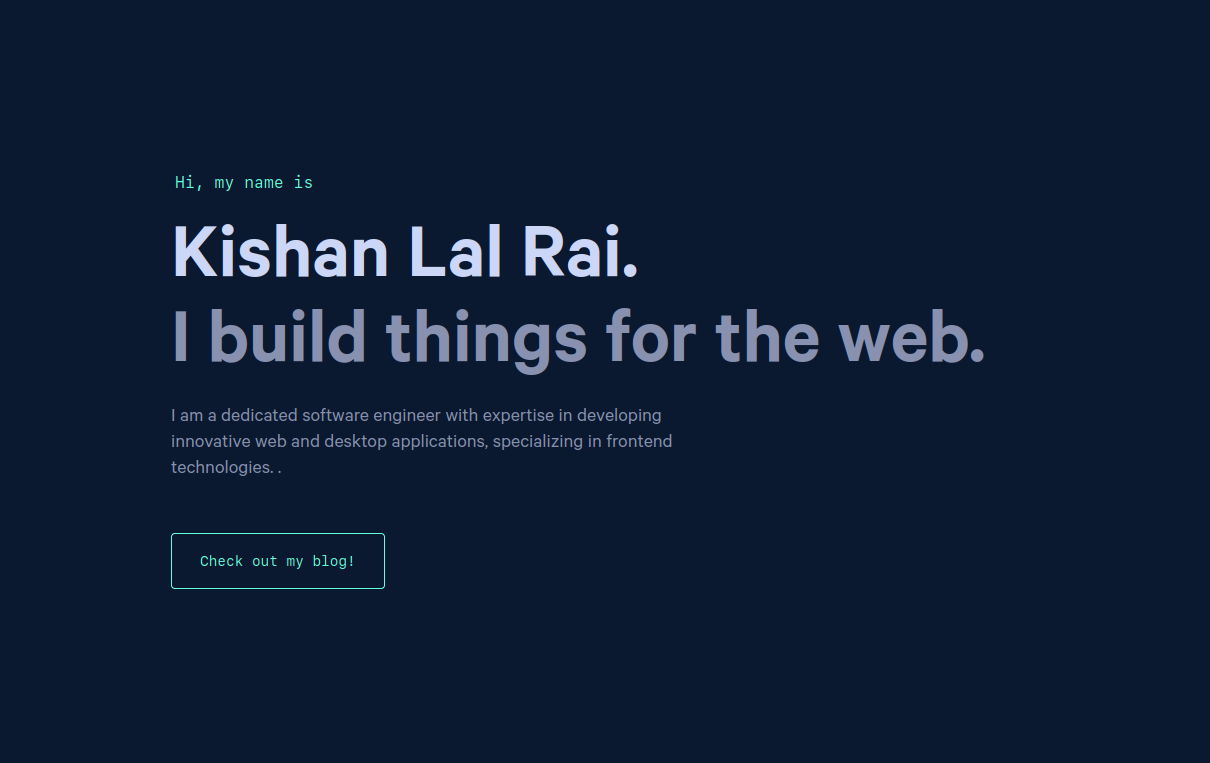 Hi, my name is
Kishan Lal Rai.
I build things for the web.
I am a dedicated software engineer with expertise in developing
innovative web and desktop applications, specializing in frontend
technologies. .
Check out my blog!